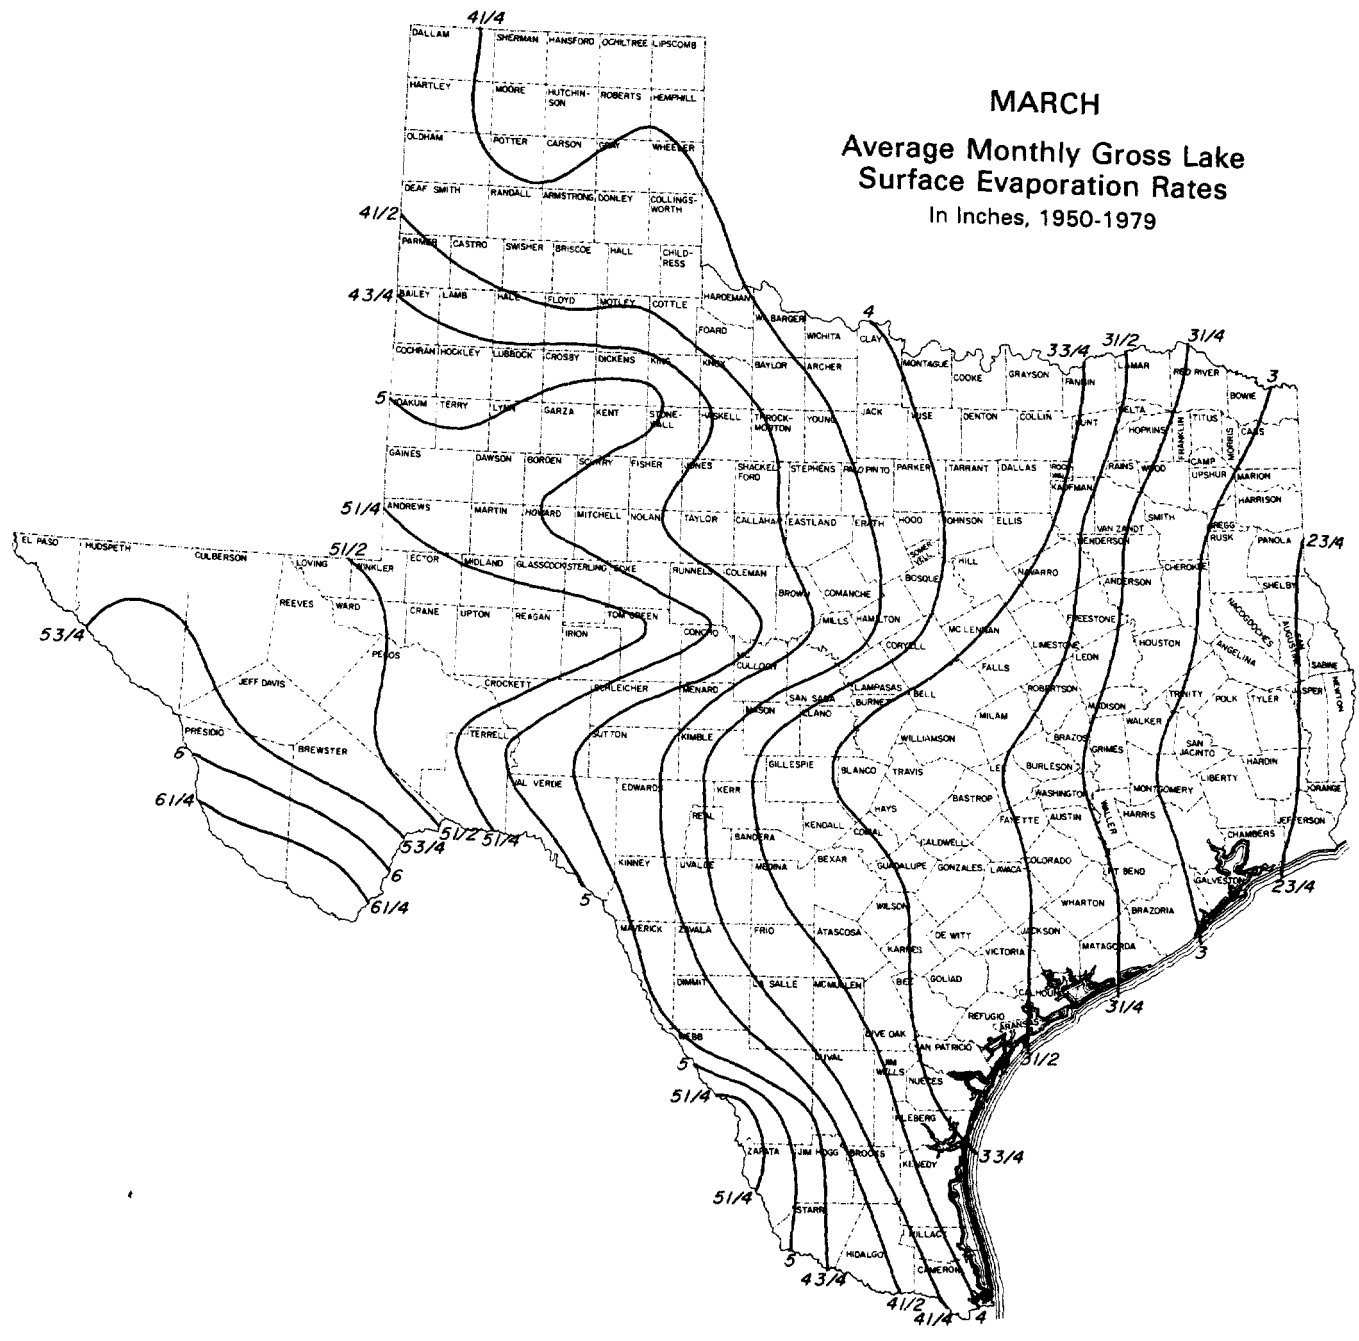 41/4
DALLAM SHERMAN HANSFORD OCHILTREE LIPSCOMB
HARTLEY MOORE HUTCHIN-SON ROBERTS HEMPHILL
MARCH
Average Monthly Gross Lake
Surface Evaporation Rates
In Inches, 1950-1979
OLDHAM POTTER CARSON GRAY WHEELER
DEAF SMITH RANDALL ARMSTRONG DONLEY COLLINGS-WORTH
41/2
PARMER CASTRO SWISHER BRISCOE HALL CHILD-RESS
43/4 BAILEY LAMB HALE FLOYD MOTLEY COTTLE HARDEMAN
FOARD WILBARGER WICHITA CLAY 4
MONTAGUE COOKE GRAYSON 33/4 FANNIN 31/2 LAMAR 31/4 RED RIVER 3 BOWIE
COCHRAN HOCKLEY LUBBOCK CROSBY DICKENS KING KNOX BAYLOR ARCHER
5 YOAKUM TERRY LYNN GARZA KENT STONE-WALL HASKELL THROCK-MORTON YOUNG JACK WISE DENTON COLLIN HUNT DELTA HOPKINS FRANKLIN TITUS MORRIS CASS
CAMP UPSHUR MARION HARRISON
GAINES DAWSON BORDEN SCURRY FISHER JONES SHACKEL-FORD STEPHENS PALO PINTO PARKER TARRANT DALLAS ROCK-WALL KAUFMAN RAINS WOOD
51/4 ANDREWS MARTIN HOWARD MITCHELL NOLAN TAYLOR CALLAHAN EASTLAND ERATH HOOD JOHNSON ELLIS VAN ZANDT SMITH GREGG RUSK PANOLA 23/4
EL PASO HUDSPETH CULBERSON LOVING 51/2 WINKLER ECTOR MIDLAND GLASSCOCK STERLING COKE RUNNELS COLEMAN BROWN COMANCHE SOMER-VELL BOSQUE HILL NAVARRO HENDERSON ANDERSON CHEROKEE SHELBY
REEVES WARD CRANE UPTON REAGAN IRION TOM GREEN CONCHO MILLS HAMILTON MC LENNAN LIMESTONE FREESTONE LEON HOUSTON NACOGDOCHES SAN AUGUSTINE SABINE
53/4 JEFF DAVIS PECOS MC CULLOCH CORYELL FALLS ANGELINA NEWTON
CROCKETT SCHLEICHER MENARD SAN SABA LAMPASAS BURNET BELL ROBERTSON MADISON WALKER TRINITY POLK TYLER JASPER
PRESIDIO BREWSTER TERRELL SUTTON KIMBLE MASON LLANO WILLIAMSON MILAM BRAZOS GRIMES SAN JACINTO HARDIN
6
61/4 VAL VERDE EDWARDS KERR GILLESPIE BLANCO TRAVIS LEE BURLESON WASHINGTON MONTGOMERY LIBERTY ORANGE
REAL BANDERA KENDALL COMAL HAYS BASTROP FAYETTE AUSTIN WALLER HARRIS CHAMBERS JEFFERSON
51/2 51/4
53/4
6
61/4
KINNEY UVALDE MEDINA BEXAR GUADALUPE CALDWELL GONZALES LAVACA COLORADO FT BEND GALVESTON 23/4
5
MAVERICK ZAVALA FRIO ATASCOSA WILSON KARNES DE WITT VICTORIA JACKSON WHARTON MATAGORDA BRAZORIA 3
DIMMIT LA SALLE MCMULLEN BEE GOLIAD CALHOUN 31/4
REFUGIO ARANSAS
WEBB DUVAL LIVE OAK SAN PATRICIO 31/2
5
51/4 JIM WELLS NUECES
KLEBERG
ZAPATA JIM HOGG BROOKS KENEDY 33/4
51/4
STARR
HIDALGO WILLACY
5 CAMERON
43/4
41/2
41/4 4